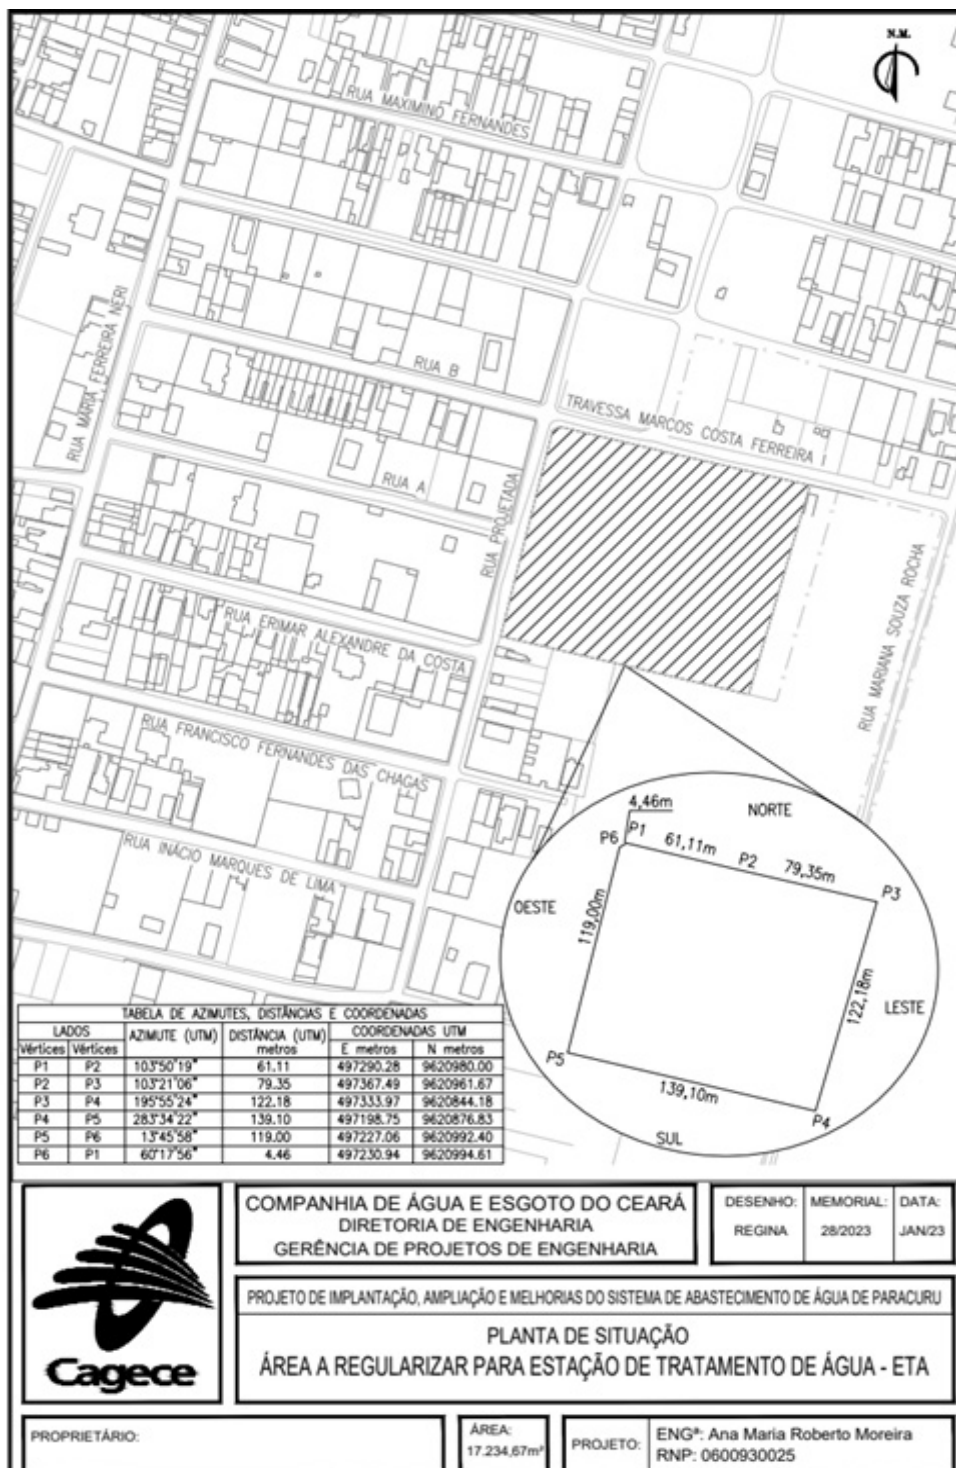 N.M.
RUA MAXIMINO FERNANDES
RUA MARIA FERREIRA NERI
RUA B
TRAVESSA MARCOS COSTA FERREIRA I
RUA A
RUA PROJETADA
RUA MARIANA SOUZA ROCHA
RUA ERIMAR ALEXANDRE DA COSTA
RUA FRANCISCO FERNANDES DAS CHAGAS
RUA INÁCIO MARQUES DE LIMA
4,46m
NORTE
P6 P1 61,11m P2 79,35m P3
OESTE
119,00m
122,18m
LESTE
P5
139,10m
P4
SUL
TABELA DE AZIMUTES, DISTÂNCIAS E COORDENADAS
LADOS AZIMUTE (UTM) DISTÂNCIA (UTM) metros COORDENADAS UTM
Vértices Vértices E metros N metros
P1 P2 103°50'19" 61.11 497290.28 9620980.00
P2 P3 103°21'06" 79.35 497367.49 9620961.67
P3 P4 195°55'24" 122.18 497333.97 9620844.18
P4 P5 283°34'22" 139.10 497198.75 9620876.83
P5 P6 13°45'58" 119.00 497227.06 9620992.40
P6 P1 60°17'56" 4.46 497230.94 9620994.61
Cagece
COMPANHIA DE ÁGUA E ESGOTO DO CEARÁ
DIRETORIA DE ENGENHARIA
GERÊNCIA DE PROJETOS DE ENGENHARIA
DESENHO: REGINA
MEMORIAL: 28/2023
DATA: JAN/23
PROJETO DE IMPLANTAÇÃO, AMPLIAÇÃO E MELHORIAS DO SISTEMA DE ABASTECIMENTO DE ÁGUA DE PARACURU
PLANTA DE SITUAÇÃO
ÁREA A REGULARIZAR PARA ESTAÇÃO DE TRATAMENTO DE ÁGUA - ETA
PROPRIETÁRIO:
ÁREA:
17.234,67m²
PROJETO:
ENGª: Ana Maria Roberto Moreira
RNP: 0600930025